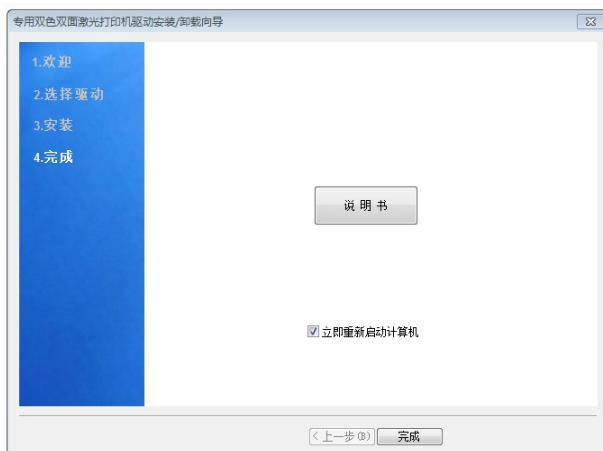 专用双色双面激光打印机驱动安装/卸载向导
1.欢迎
2.选择驱动
3.安装
4.完成
说明书
立即重新启动计算机
<上一步(B)
完成